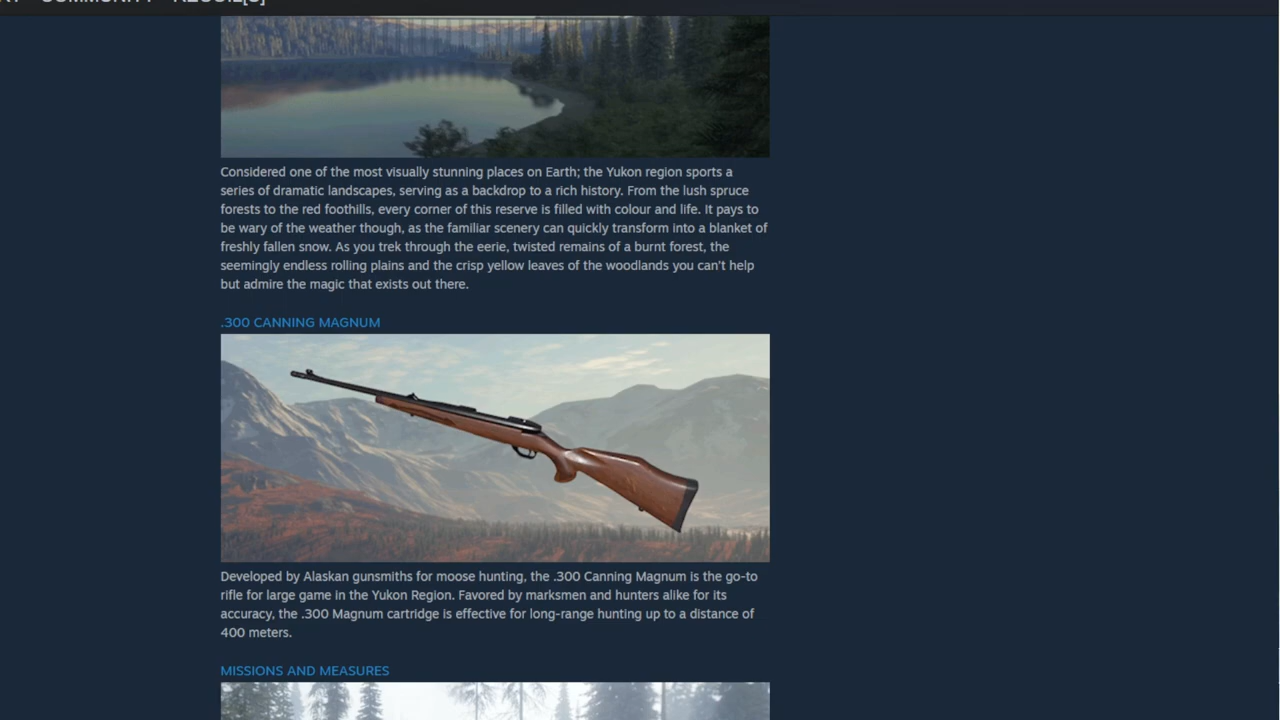 COMMUNITY
Considered one of the most visually stunning places on Earth; the Yukon region sports a
series of dramatic landscapes, serving as a backdrop to a rich history. From the lush spruce
forests to the red foothills, every corner of this reserve is filled with colour and life. It pays to
be wary of the weather though, as the familiar scenery can quickly transform into a blanket of
freshly fallen snow. As you trek through the eerie, twisted remains of a burnt forest, the
seemingly endless rolling plains and the crisp yellow leaves of the woodlands you can't help
but admire the magic that exists out there.
.300 CANNING MAGNUM
Developed by Alaskan gunsmiths for moose hunting, the .300 Canning Magnum is the go-to
rifle for large game in the Yukon Region. Favored by marksmen and hunters alike for its
accuracy, the .300 Magnum cartridge is effective for long-range hunting up to a distance of
400 meters.
MISSIONS AND MEASURES